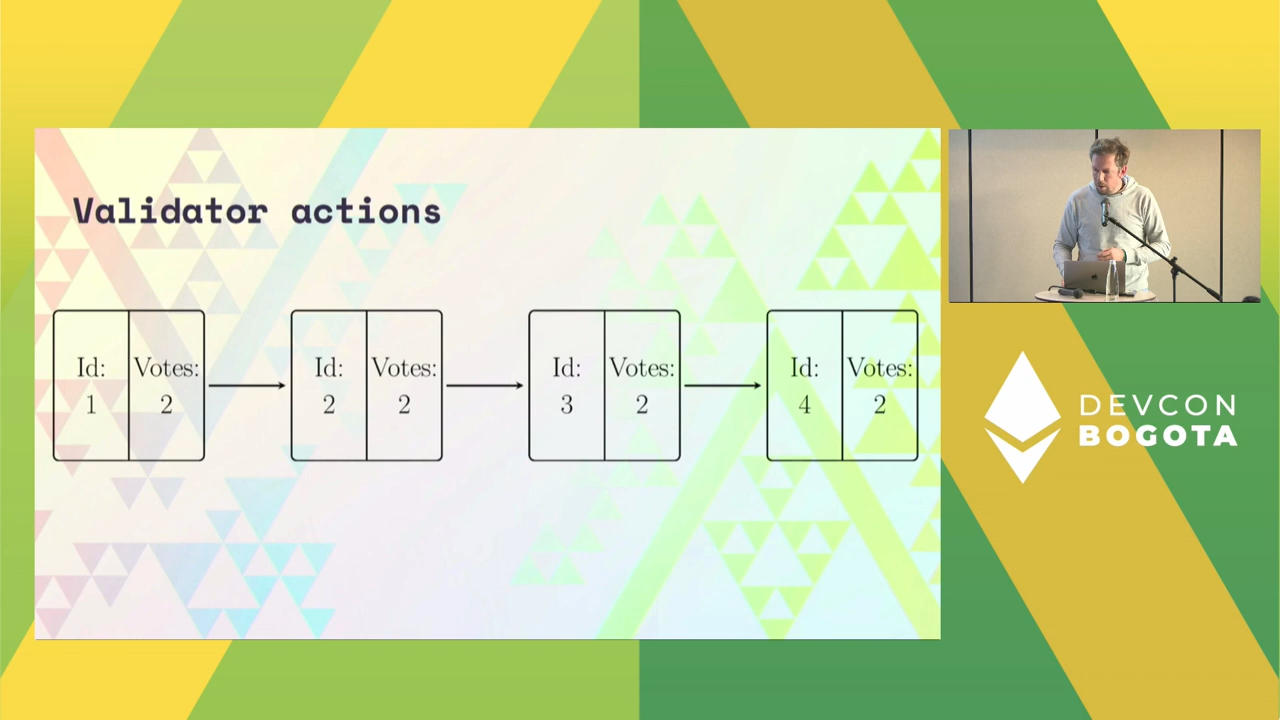 Validator actions
Id: 1 Votes: 2
Id: 2 Votes: 2
Id: 3 Votes: 2
Id: 4 Votes: 2
DEVCON
BOGOTA